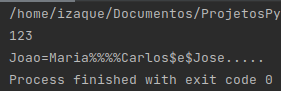 /home/izaque/Documentos/ProjetosPy
123
Joao=Maria%%%%Carlos$e$Jose.....
Process finished with exit code 0